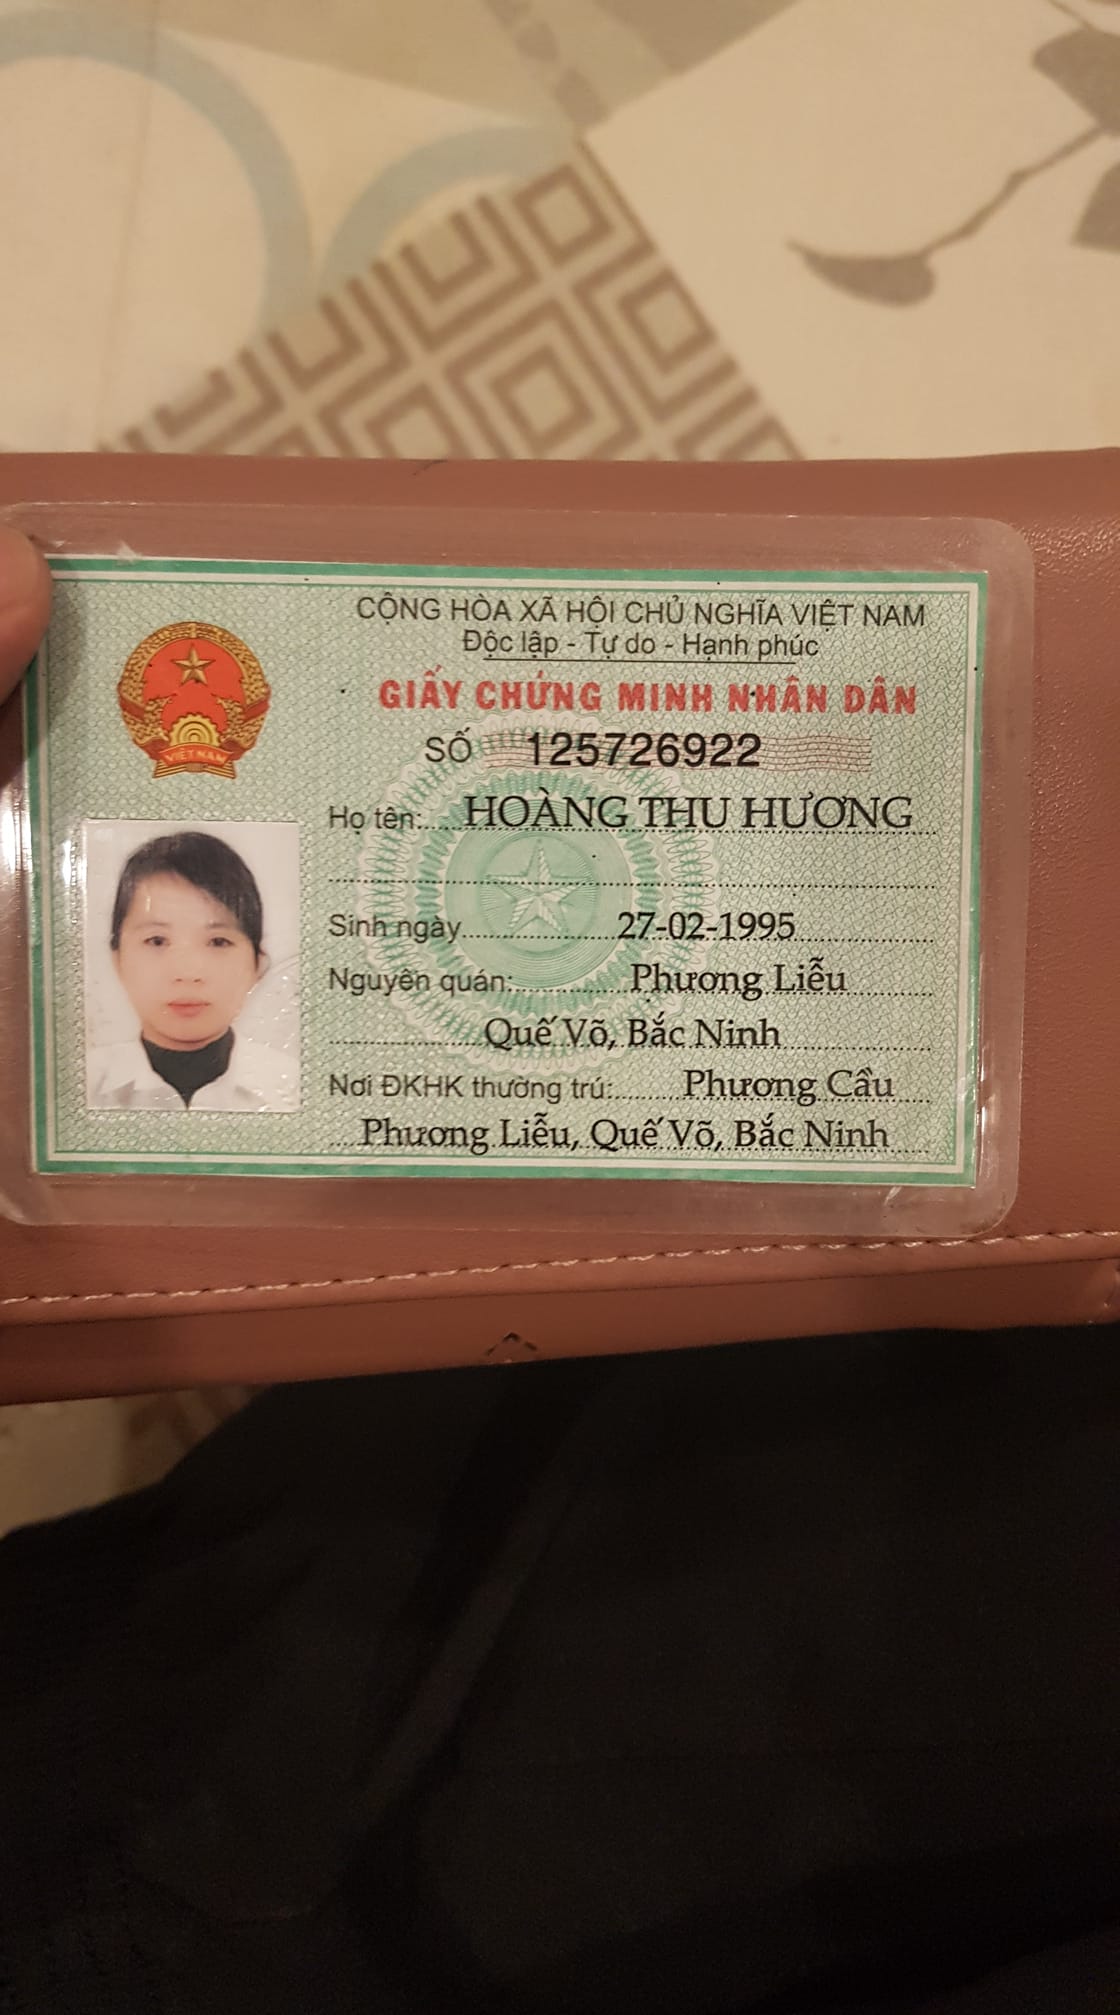 CỘNG HÒA XÃ HỘI CHỦ NGHĨA VIỆT NAM
Độc lập - Tự do - Hạnh phúc
GIẤY CHỨNG MINH NHÂN DÂN
SỐ 125726922
Họ tên: HOÀNG THU HƯƠNG
Sinh ngày 27-02-1995
Nguyên quán: Phương Liễu
Quế Võ, Bắc Ninh
Nơi ĐKHK thường trú: Phương Cầu
Phương Liễu, Quế Võ, Bắc Ninh
VIỆT NAM